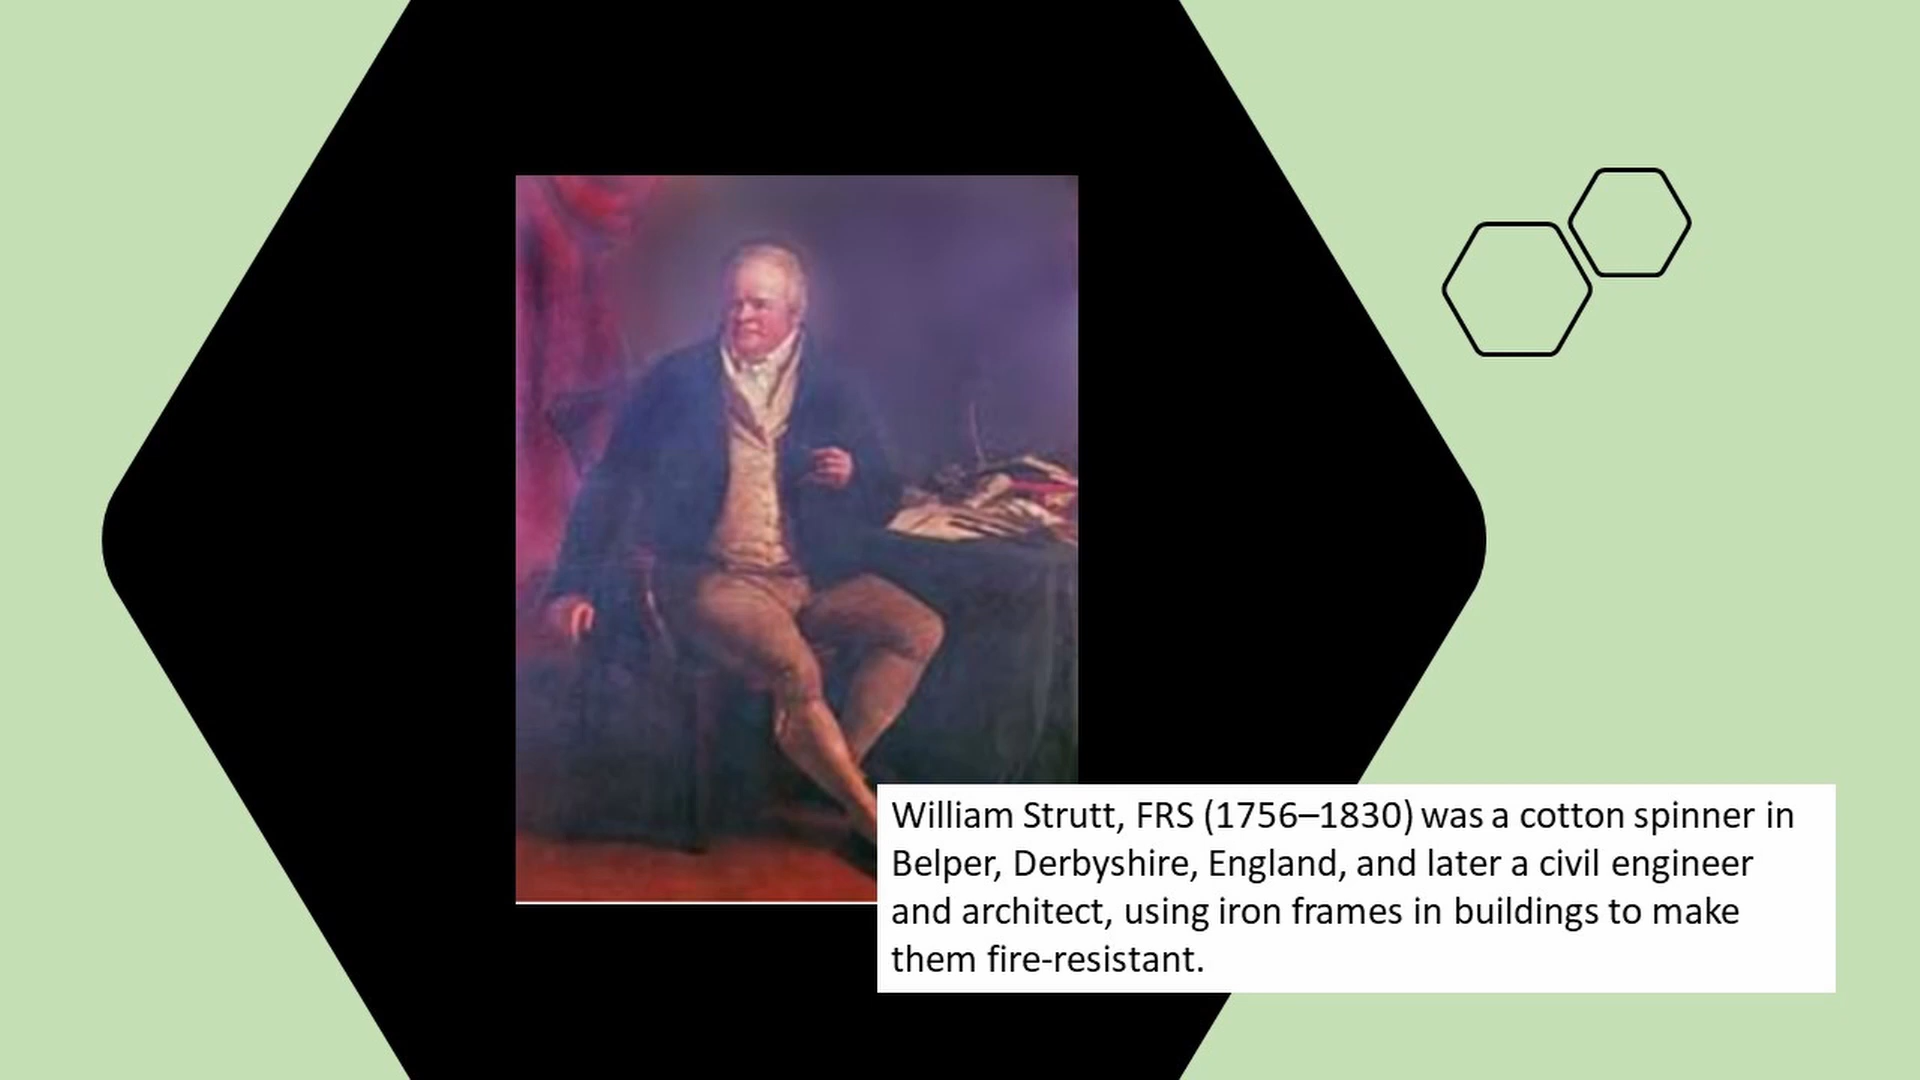 William Strutt, FRS (1756–1830) was a cotton spinner in
Belper, Derbyshire, England, and later a civil engineer
and architect, using iron frames in buildings to make
them fire-resistant.